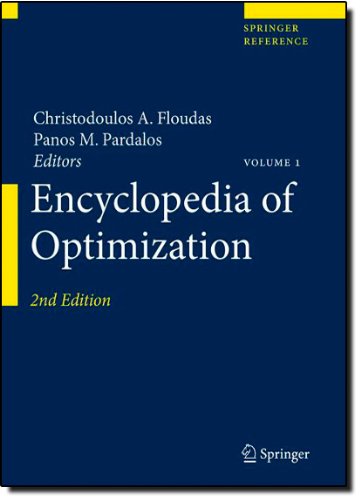 SPRINGER
REFERENCE
Christodoulos A. Floudas
Panos M. Pardalos
Editors
VOLUME 1
Encyclopedia of
Optimization
2nd Edition
Springer